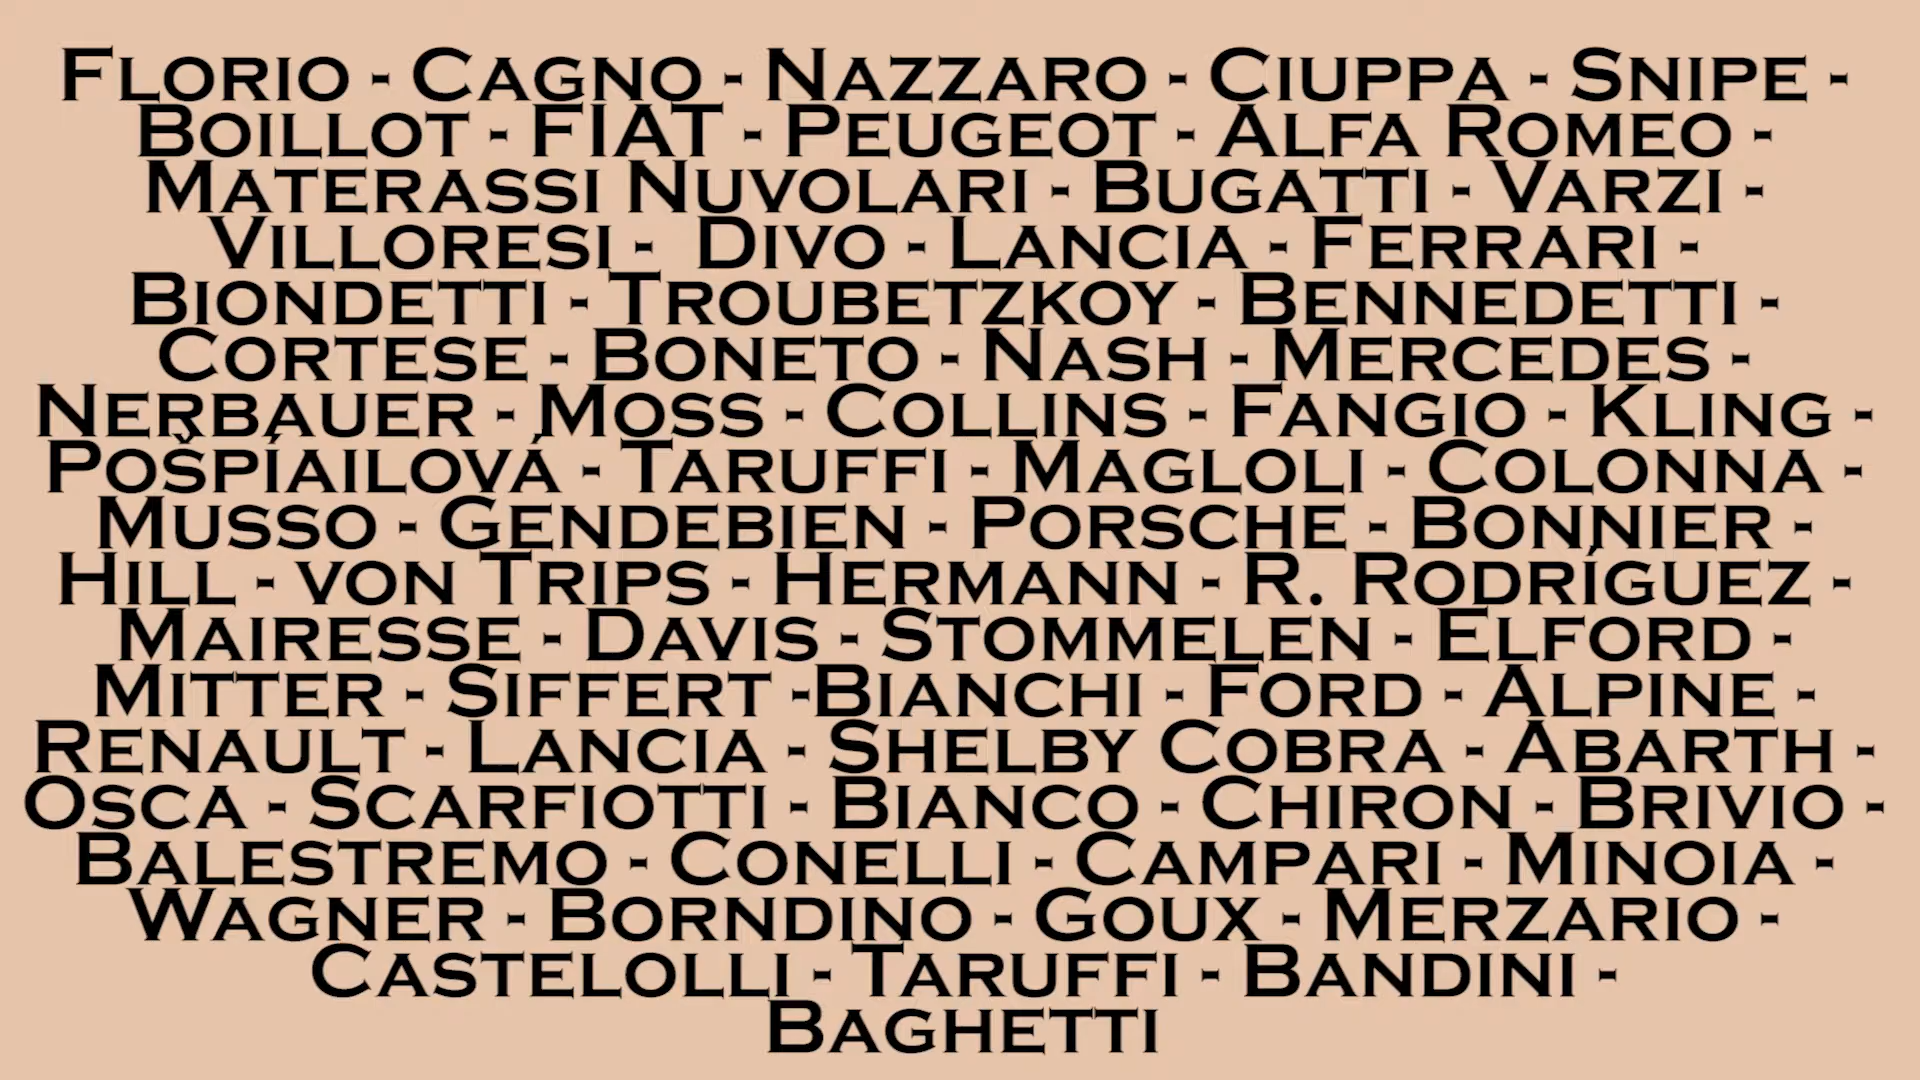 Florio - Cagno - Nazzaro - Ciuppa - Snipe -
Boillot - FIAT - Peugeot - Alfa Romeo -
Materassi Nuvolari - Bugatti - Varzi -
Villoresi - Divo - Lancia - Ferrari -
Biondetti - Troubetzkoy - Bennedetti -
Cortese - Boneto - Nash - Mercedes -
Nerbauer - Moss - Collins - Fangio - Kling -
Pošpíailová - Taruffi - Magloli - Colonna -
Musso - Gendebien - Porsche - Bonnier -
Hill - von Trips - Hermann - R. Rodríguez -
Mairesse - Davis - Stommelen - Elford -
Mitter - Siffert -Bianchi - Ford - Alpine -
Renault - Lancia - Shelby Cobra - Abarth -
Osca - Scarfiotti - Bianco - Chiron - Brivio -
Balestremo - Conelli - Campari - Minoia -
Wagner - Borndino - Goux - Merzario -
Castelolli - Taruffi - Bandini -
Baghetti